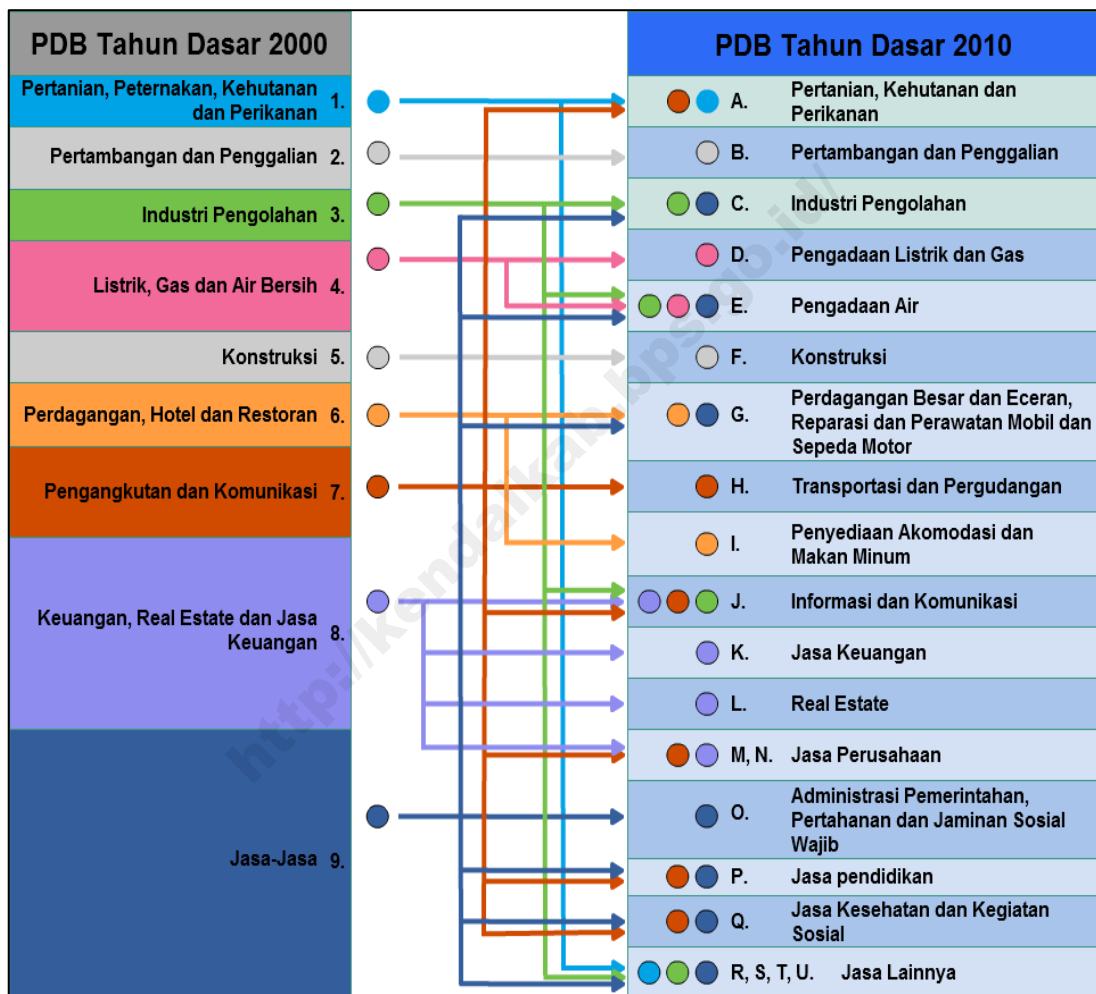 PDB Tahun Dasar 2000
Pertanian, Peternakan, Kehutanan
dan Perikanan 1.
Pertambangan dan Penggalian 2.
Industri Pengolahan 3.
Listrik, Gas dan Air Bersih 4.
Konstruksi 5.
Perdagangan, Hotel dan Restoran 6.
Pengangkutan dan Komunikasi 7.
Keuangan, Real Estate dan Jasa
Keuangan 8.
Jasa-Jasa 9.
PDB Tahun Dasar 2010
A. Pertanian, Kehutanan dan
Perikanan
B. Pertambangan dan Penggalian
C. Industri Pengolahan
D. Pengadaan Listrik dan Gas
E. Pengadaan Air
F. Konstruksi
G. Perdagangan Besar dan Eceran,
Reparasi dan Perawatan Mobil dan
Sepeda Motor
H. Transportasi dan Pergudangan
I. Penyediaan Akomodasi dan
Makan Minum
J. Informasi dan Komunikasi
K. Jasa Keuangan
L. Real Estate
M, N. Jasa Perusahaan
O. Administrasi Pemerintahan,
Pertahanan dan Jaminan Sosial
Wajib
P. Jasa pendidikan
Q. Jasa Kesehatan dan Kegiatan
Sosial
R, S, T, U. Jasa Lainnya
http://kendalkab.bps.go.id/